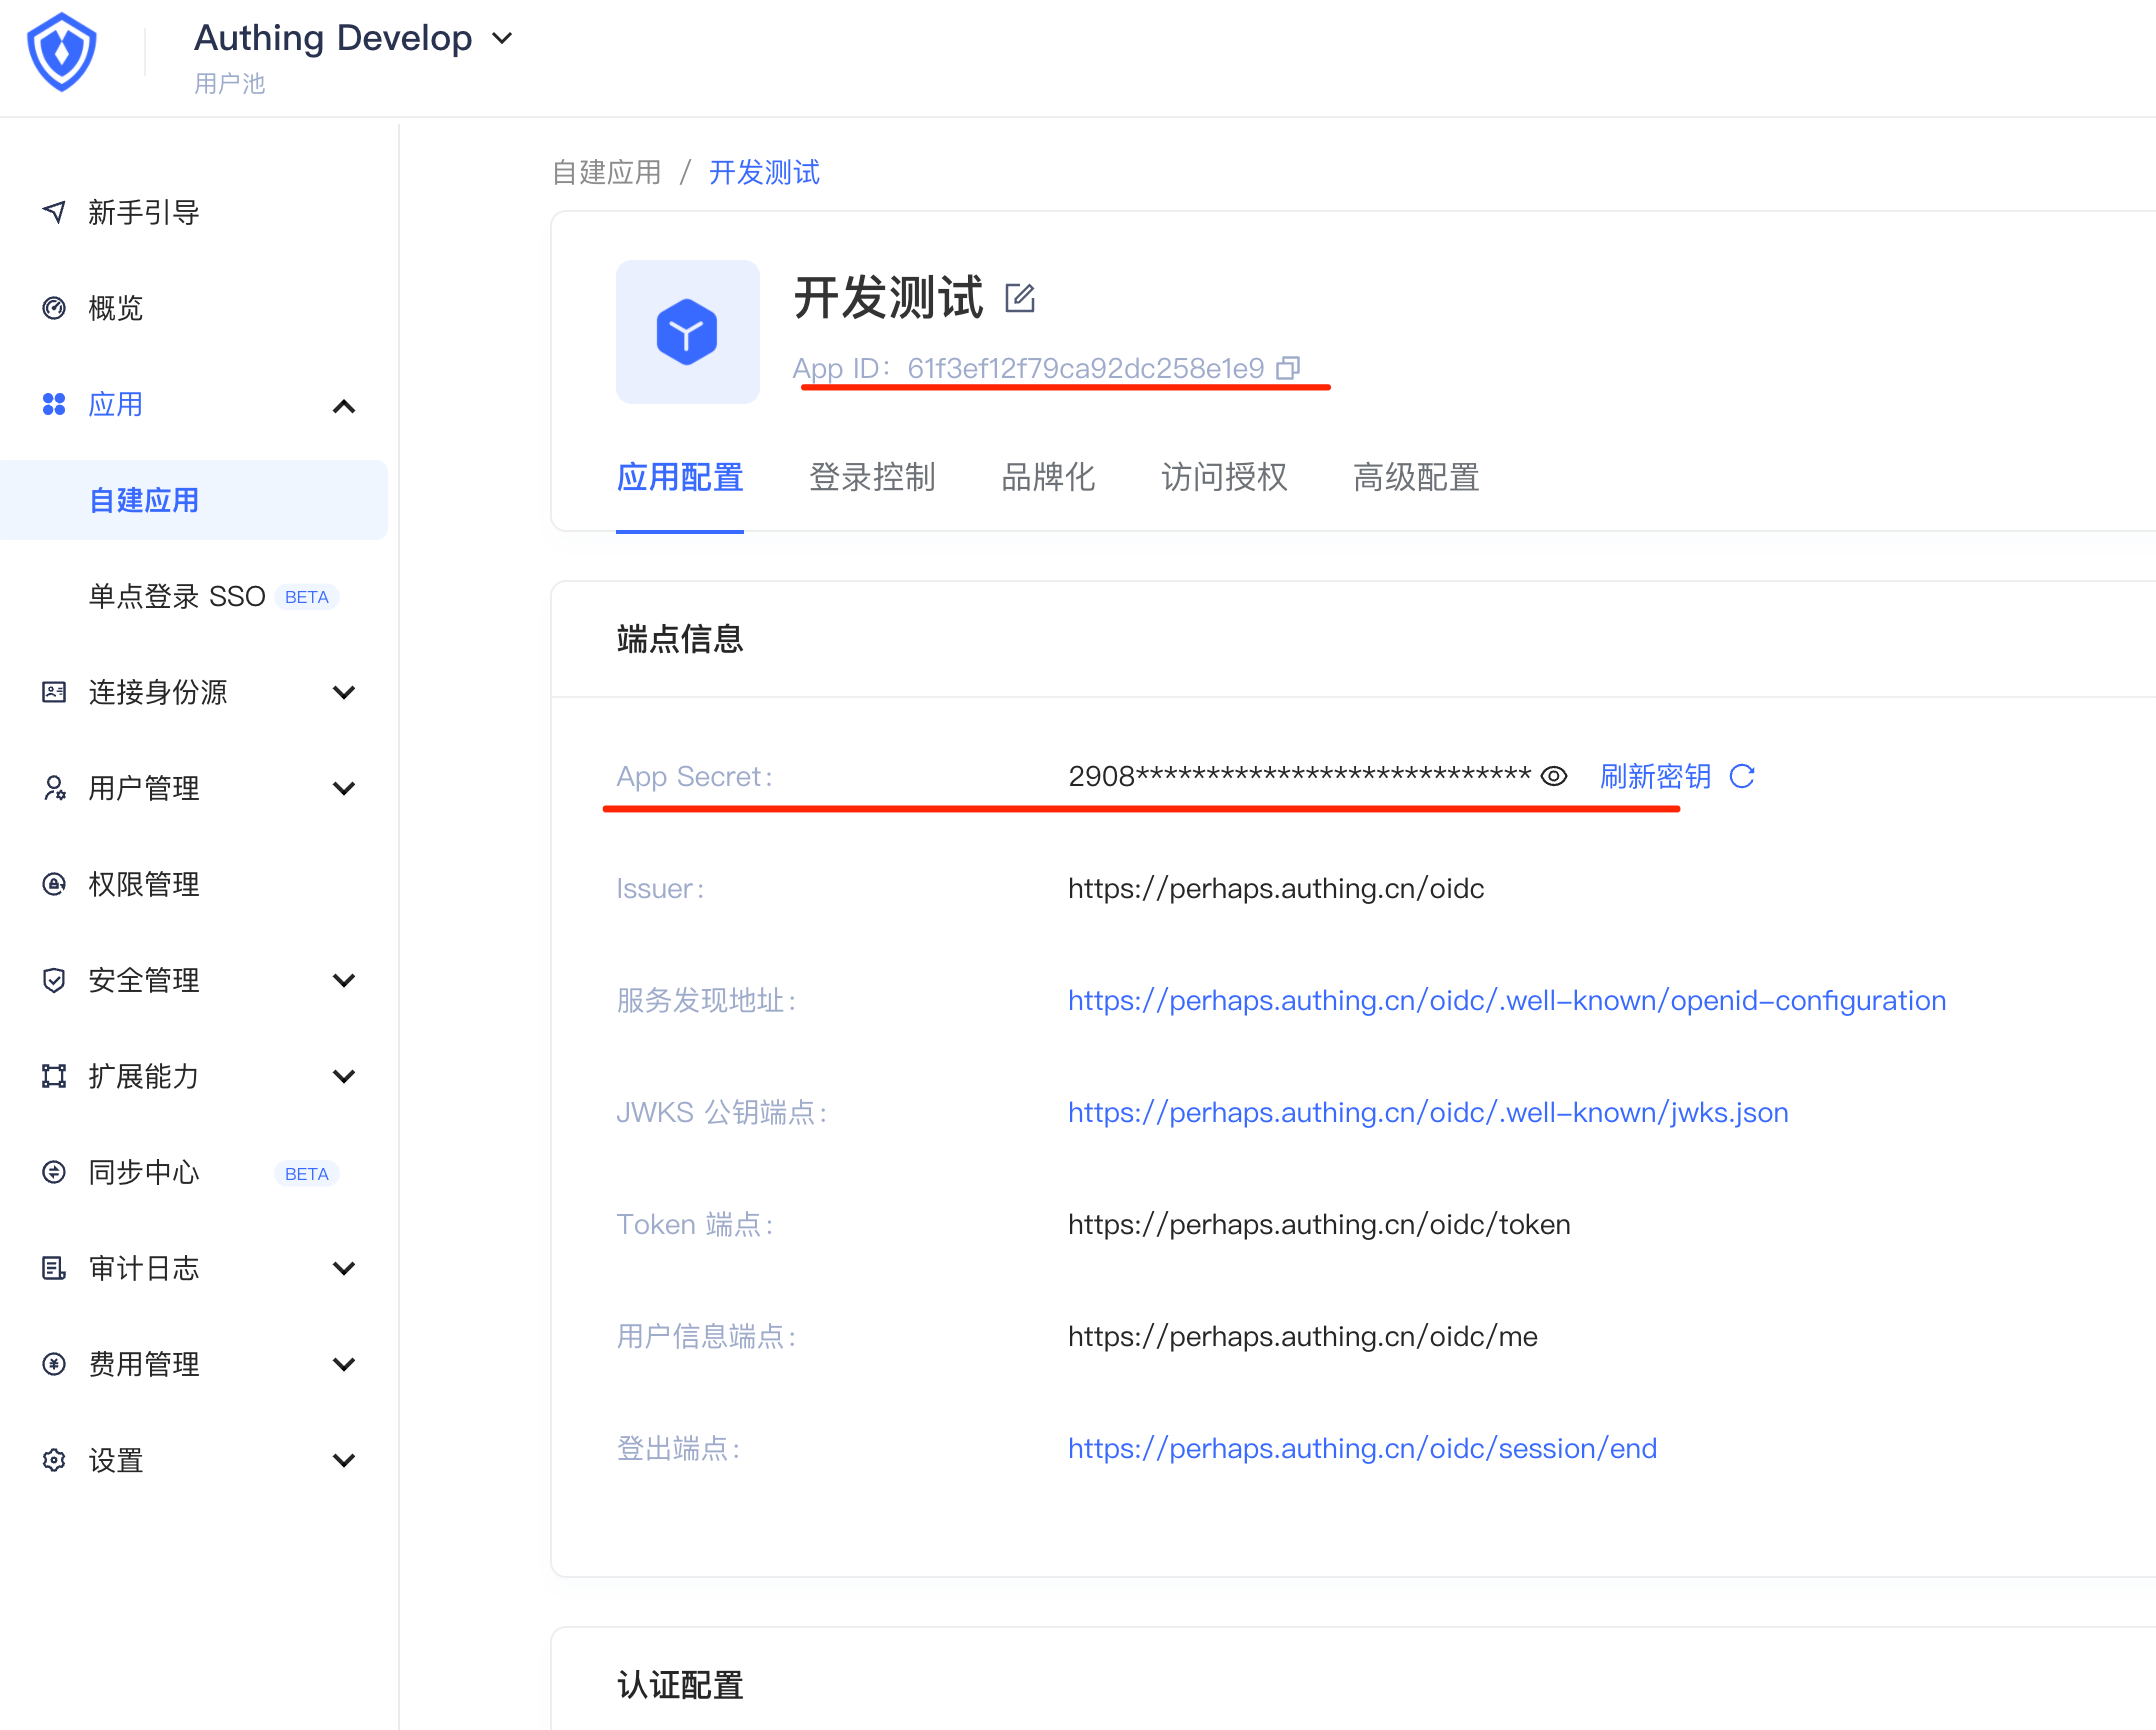 Authing Develop
用户池
新手引导
概览
应用
自建应用
单点登录 SSO BETA
连接身份源
用户管理
权限管理
安全管理
扩展能力
同步中心 BETA
审计日志
费用管理
设置
自建应用 / 开发测试
开发测试
App ID： 61f3ef12f79ca92dc258e1e9
应用配置 登录控制 品牌化 访问授权 高级配置
端点信息
App Secret： 2908**************************** 刷新密钥
Issuer： https://perhaps.authing.cn/oidc
服务发现地址： https://perhaps.authing.cn/oidc/.well-known/openid-configuration
JWKS 公钥端点： https://perhaps.authing.cn/oidc/.well-known/jwks.json
Token 端点： https://perhaps.authing.cn/oidc/token
用户信息端点： https://perhaps.authing.cn/oidc/me
登出端点： https://perhaps.authing.cn/oidc/session/end
认证配置